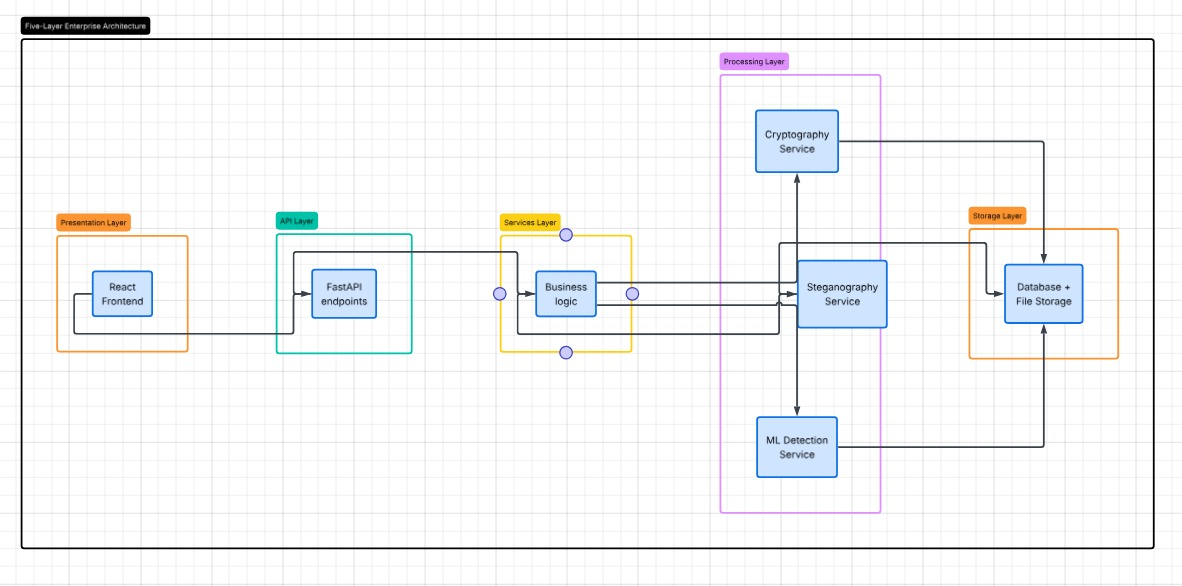 Five-Layer Enterprise Architecture
Processing Layer
Cryptography
Service
Presentation Layer
API Layer
Services Layer
Storage Layer
React
Frontend
FastAPI
endpoints
Business
logic
Steganography
Service
Database +
File Storage
ML Detection
Service